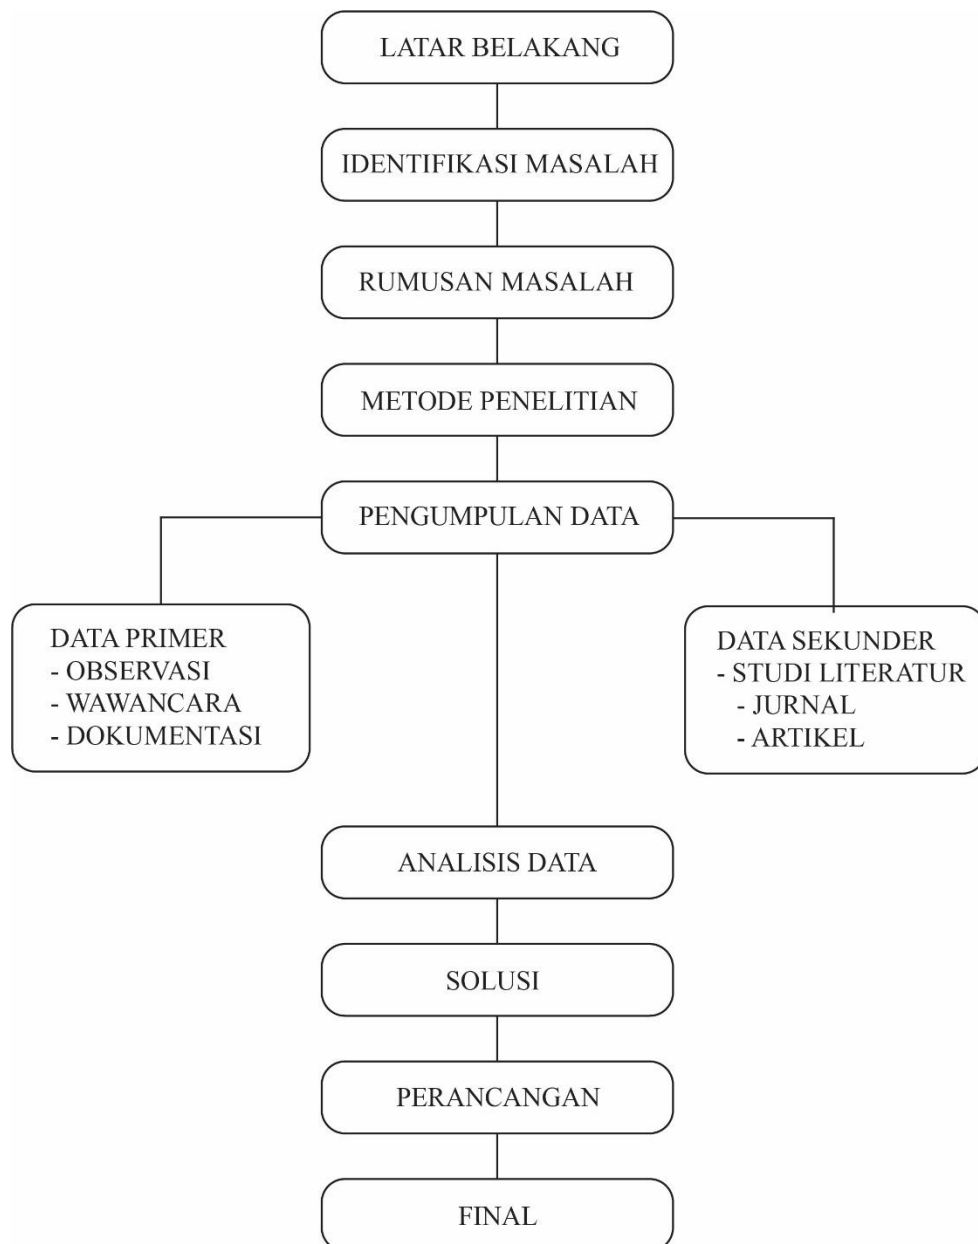 LATAR BELAKANG
IDENTIFIKASI MASALAH
RUMUSAN MASALAH
METODE PENELITIAN
PENGUMPULAN DATA
DATA PRIMER
- OBSERVASI
- WAWANCARA
- DOKUMENTASI
DATA SEKUNDER
- STUDI LITERATUR
- JURNAL
- ARTIKEL
ANALISIS DATA
SOLUSI
PERANCANGAN
FINAL